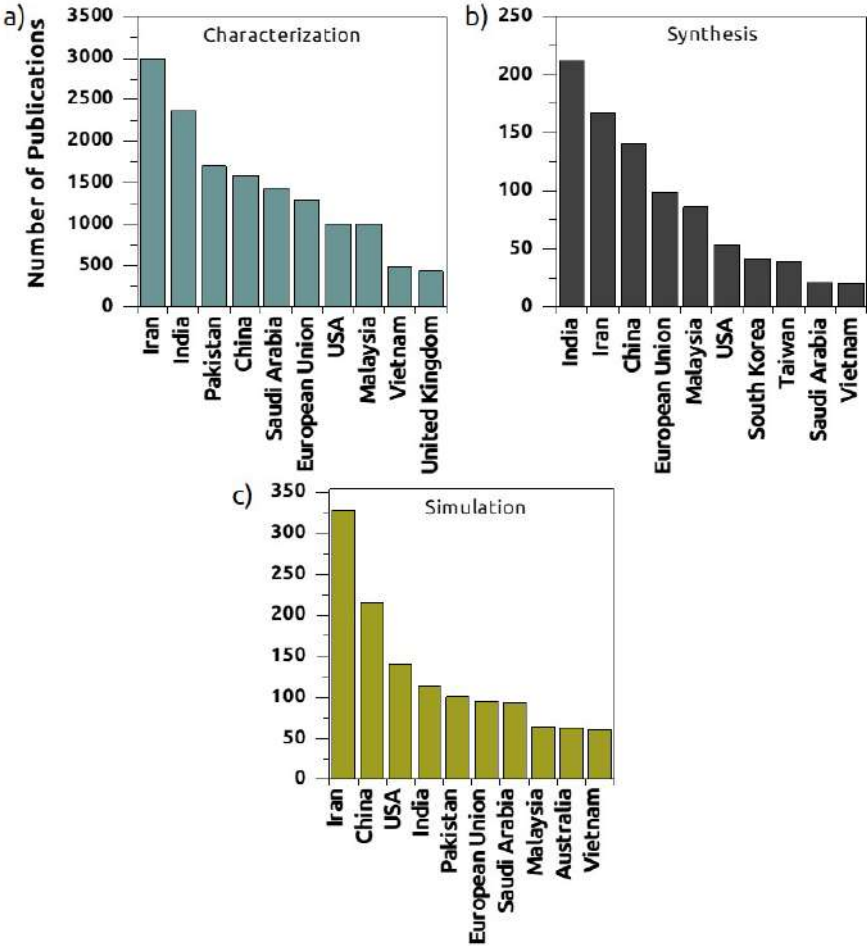 a)
Characterization
Number of Publications
3500
3000
2500
2000
1500
1000
500
0
Iran
India
Pakistan
China
Saudi Arabia
European Union
USA
Malaysia
Vietnam
United Kingdom
b)
Synthesis
250
200
150
100
50
0
India
Iran
China
European Union
Malaysia
USA
South Korea
Taiwan
Saudi Arabia
Vietnam
c)
Simulation
350
300
250
200
150
100
50
0
Iran
China
USA
India
Pakistan
European Union
Saudi Arabia
Malaysia
Australia
Vietnam